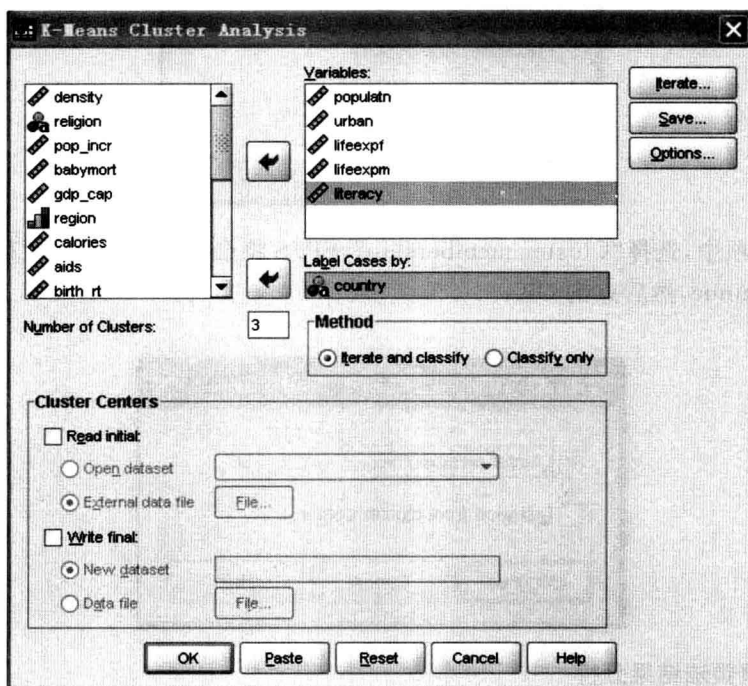 K-Means Cluster Analysis
density
religion
pop_incr
babymort
gdp_cap
region
calories
aids
birth_rt
Variables:
populatn
urban
lifeexpf
lifeexpm
literacy
Label Cases by:
country
Iterate...
Save...
Options...
Number of Clusters:
3
Method
Iterate and classify
Classify only
Cluster Centers
Read initial:
Open dataset
External data file
File...
Write final:
New dataset
Data file
File...
OK
Paste
Reset
Cancel
Help